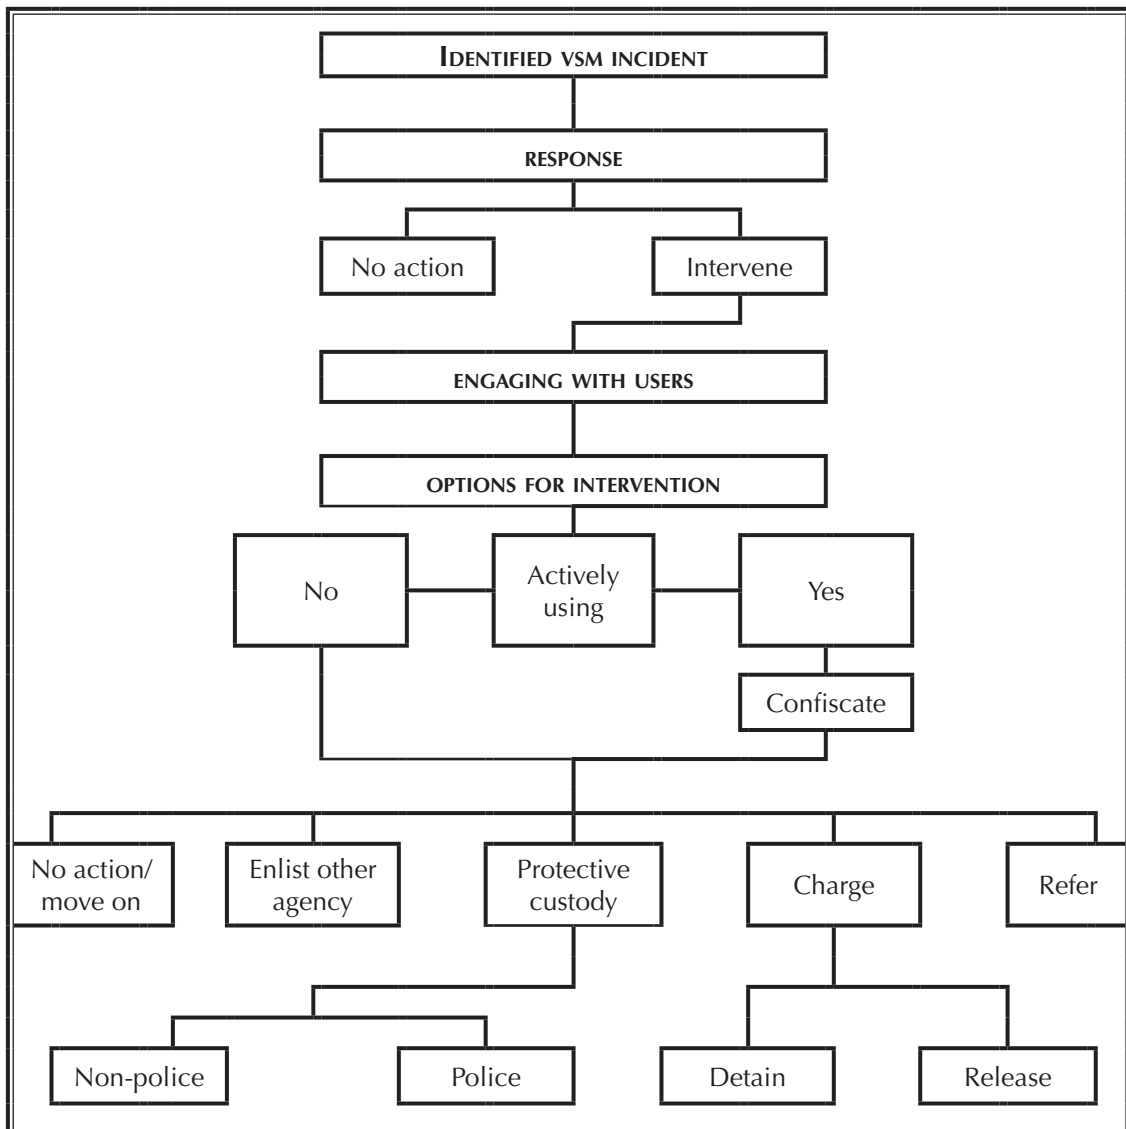 IDENTIFIED VSM INCIDENT
RESPONSE
No action
Intervene
ENGAGING WITH USERS
OPTIONS FOR INTERVENTION
No
Actively
using
Yes
Confiscate
No action/
move on
Enlist other
agency
Protective
custody
Charge
Refer
Non-police
Police
Detain
Release